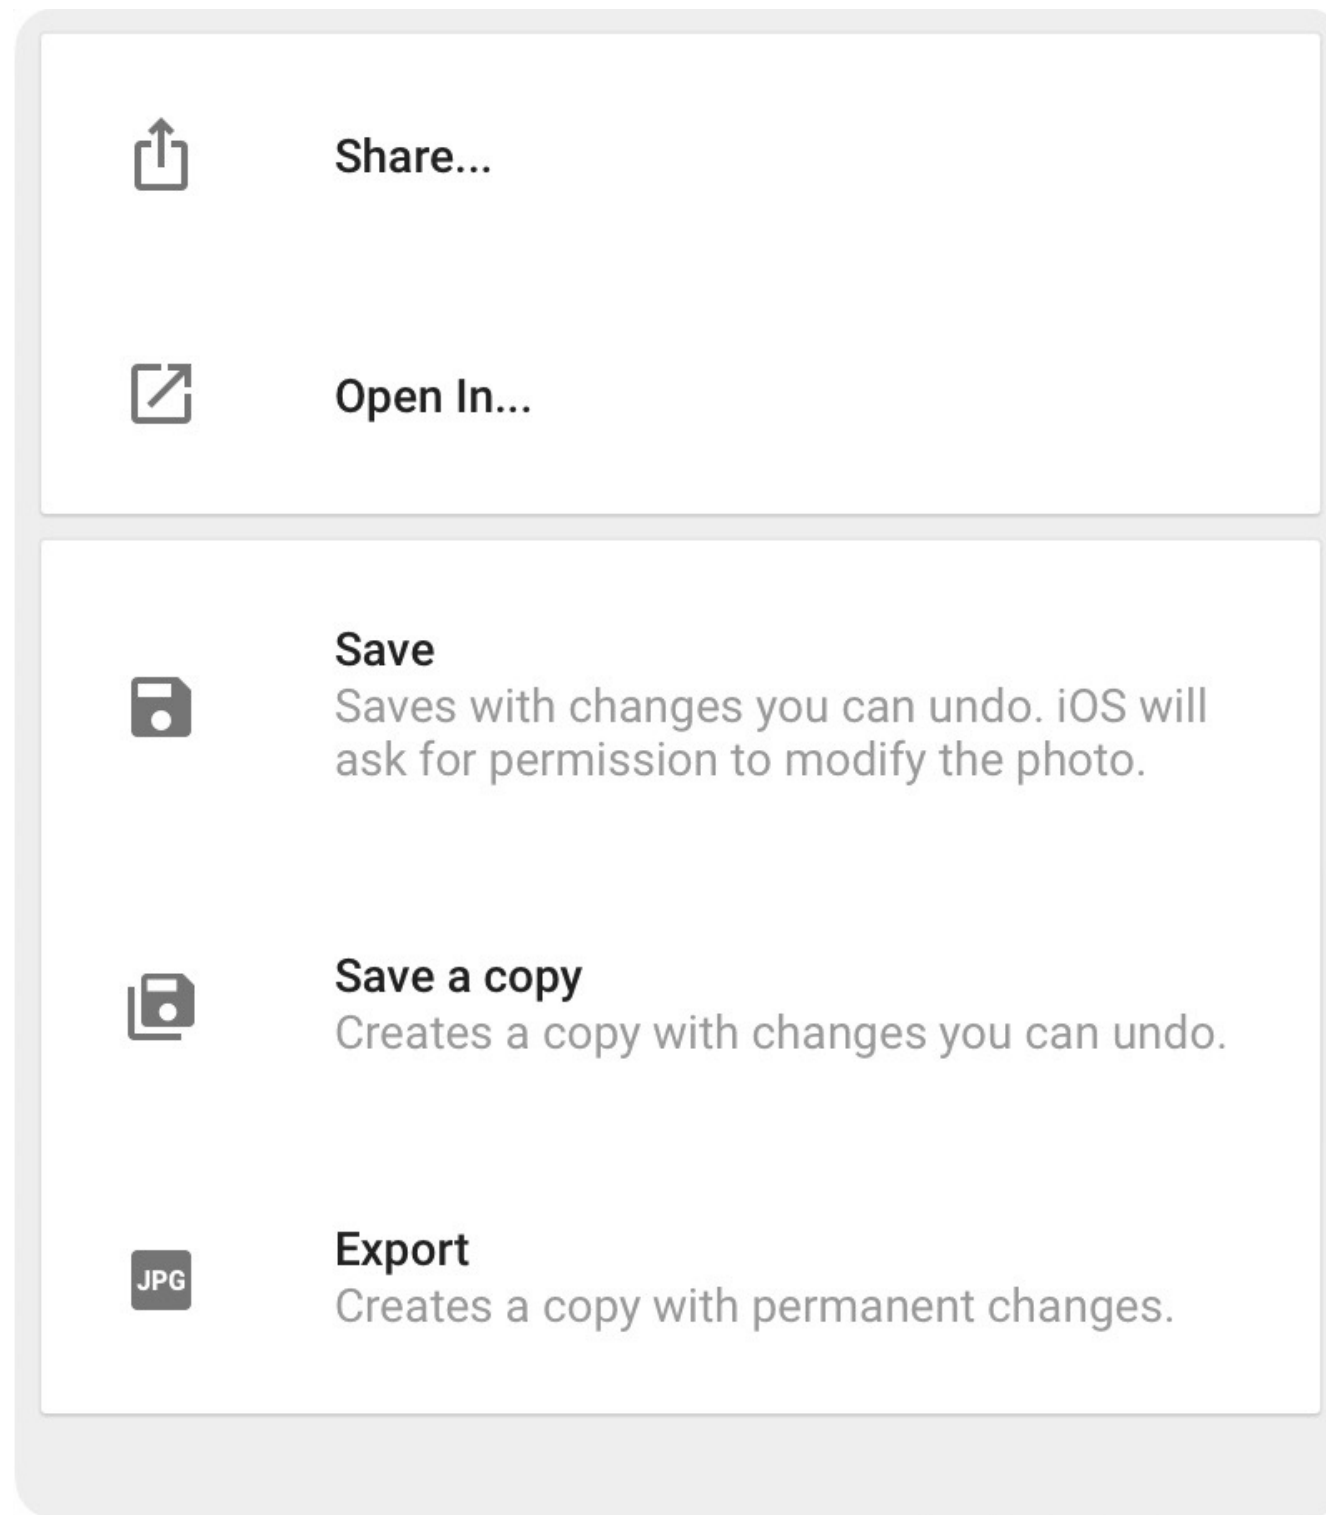 Share...
Open In...
Save
Saves with changes you can undo. iOS will
ask for permission to modify the photo.
Save a copy
Creates a copy with changes you can undo.
JPG
Export
Creates a copy with permanent changes.